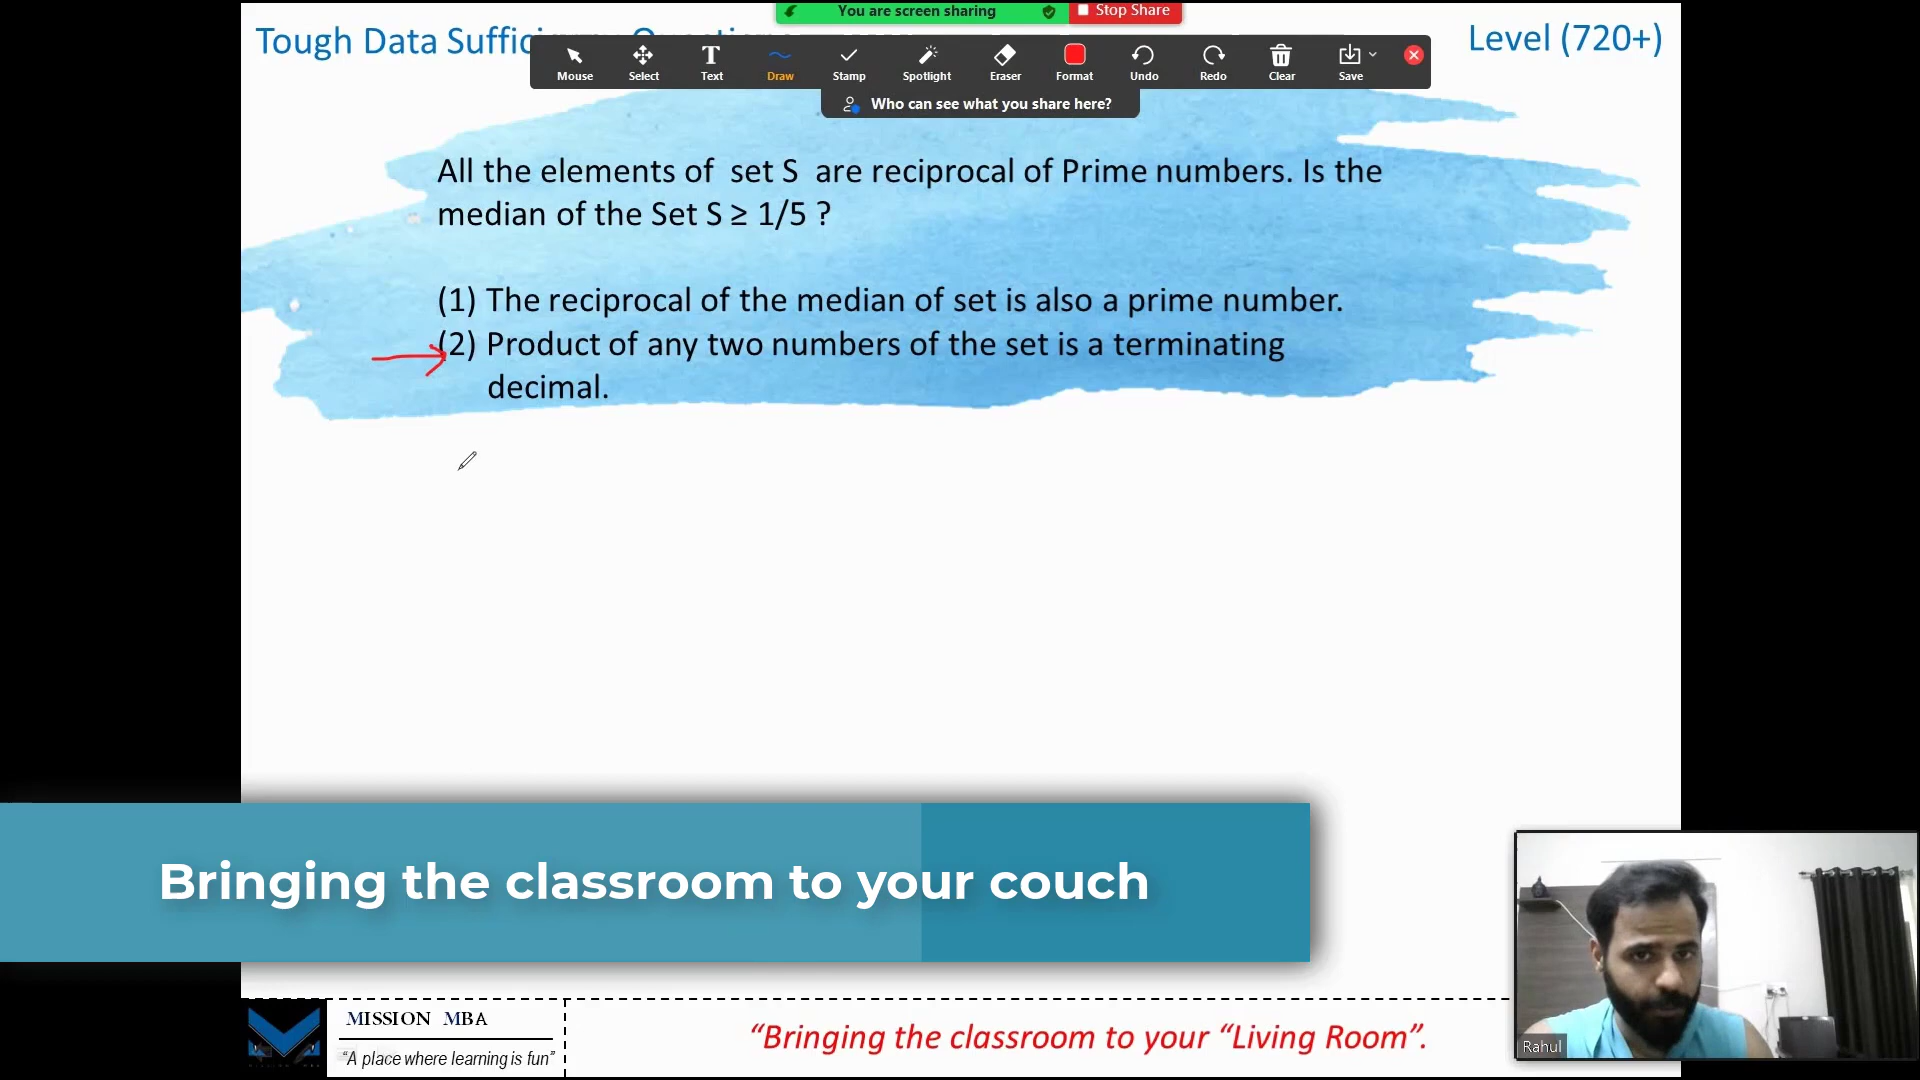 You are screen sharing
Stop Share
Tough Data
Level (720+)
Mouse
Select
Text
Draw
Stamp
Spotlight
Eraser
Format
Undo
Redo
Clear
Save
Who can see what you share here?
All the elements of set S are reciprocal of Prime numbers. Is the
median of the Set S ≥ 1/5 ?
(1) The reciprocal of the median of set is also a prime number.
(2) Product of any two numbers of the set is a terminating
decimal.
Bringing the classroom to your couch
MISSION MBA
“A place where learning is fun”
“Bringing the classroom to your “Living Room”.
Rahul